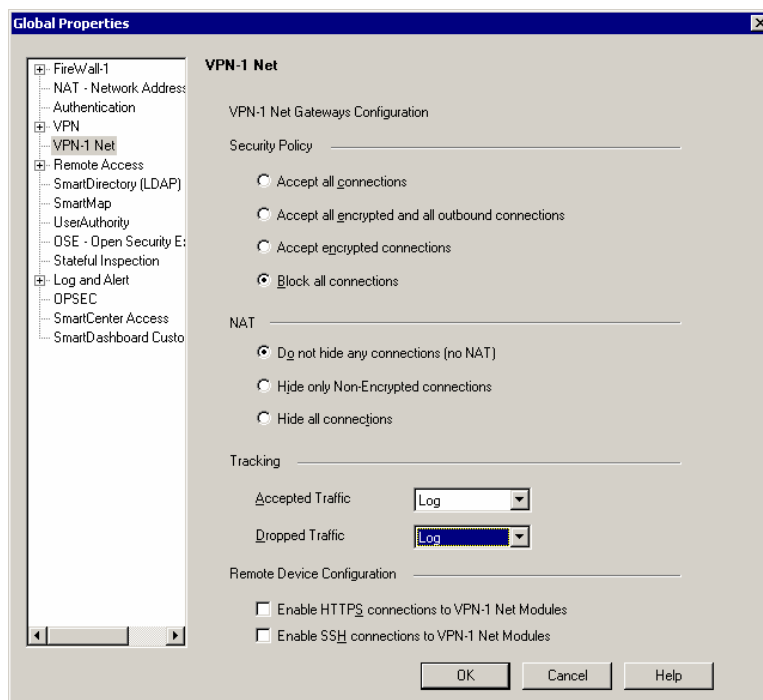 Global Properties
FireWall-1
NAT - Network Address
Authentication
VPN
VPN-1 Net
Remote Access
SmartDirectory (LDAP)
SmartMap
UserAuthority
OSE - Open Security E
Stateful Inspection
Log and Alert
OPSEC
SmartCenter Access
SmartDashboard Custo
VPN-1 Net
VPN-1 Net Gateways Configuration
Security Policy
Accept all connections
Accept all encrypted and all outbound connections
Accept encrypted connections
Block all connections
NAT
Do not hide any connections (no NAT)
Hide only Non-Encrypted connections
Hide all connections
Tracking
Accepted Traffic Log
Dropped Traffic Log
Remote Device Configuration
Enable HTTPS connections to VPN-1 Net Modules
Enable SSH connections to VPN-1 Net Modules
OK Cancel Help